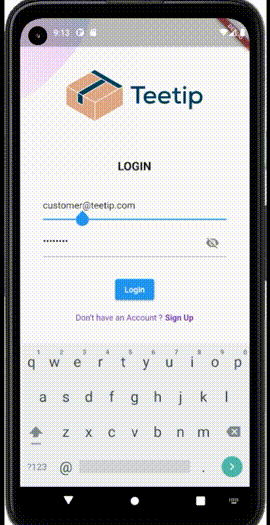 9:13
Teetip
LOGIN
customer@teetip.com
••••••••
Login
Don't have an Account ? Sign Up
1 2 3 4 5 6 7 8 9 0
q w e r t y u i o p
a s d f g h j k l
z x c v b n m
?123 @ .